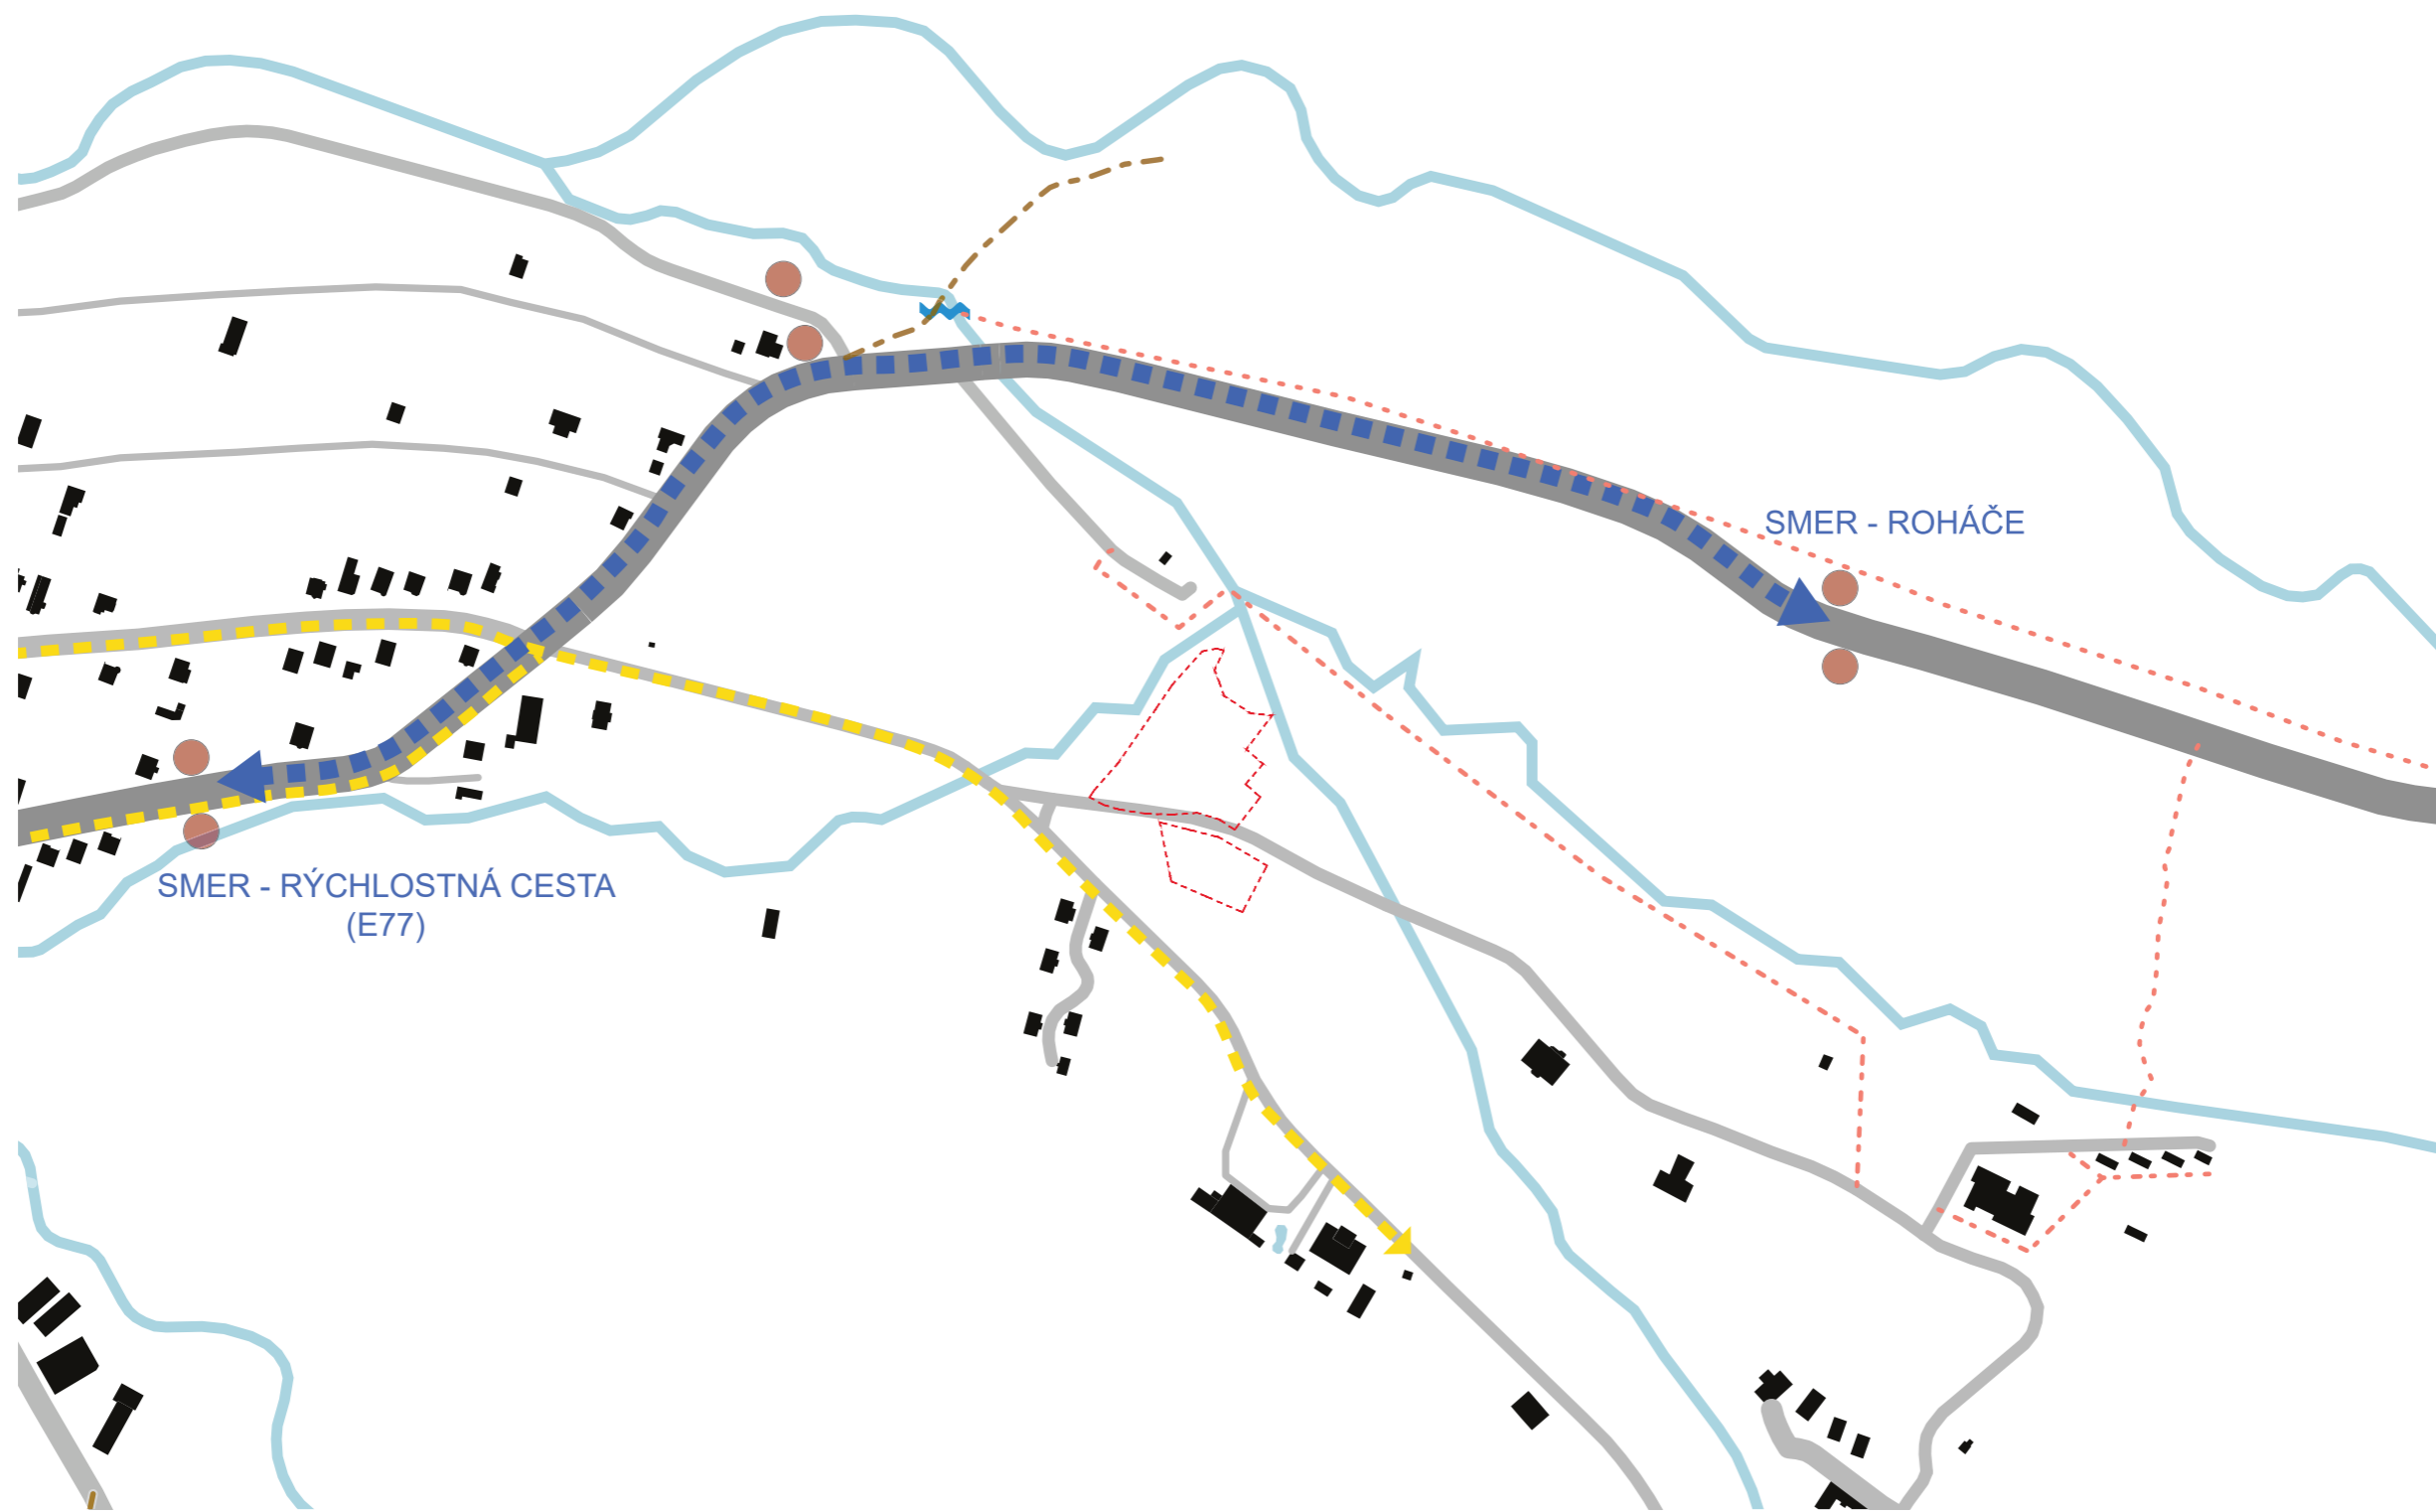 SMER - ROHÁČE
SMER - RÝCHLOSTNÁ CESTA
(E77)